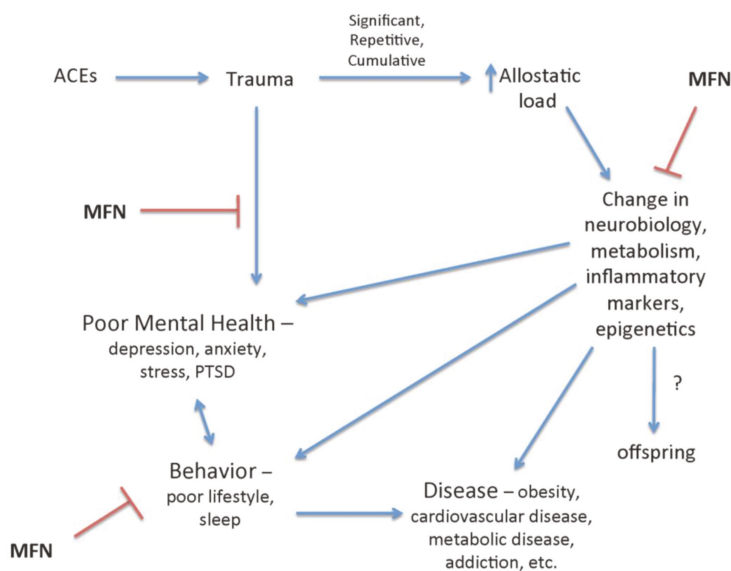 Significant,
Repetitive,
Cumulative
ACEs
Trauma
Allostatic
load
MFN
MFN
Change in
neurobiology,
metabolism,
inflammatory
markers,
epigenetics
Poor Mental Health –
depression, anxiety,
stress, PTSD
?
offspring
Behavior –
poor lifestyle,
sleep
Disease – obesity,
cardiovascular disease,
metabolic disease,
addiction, etc.
MFN